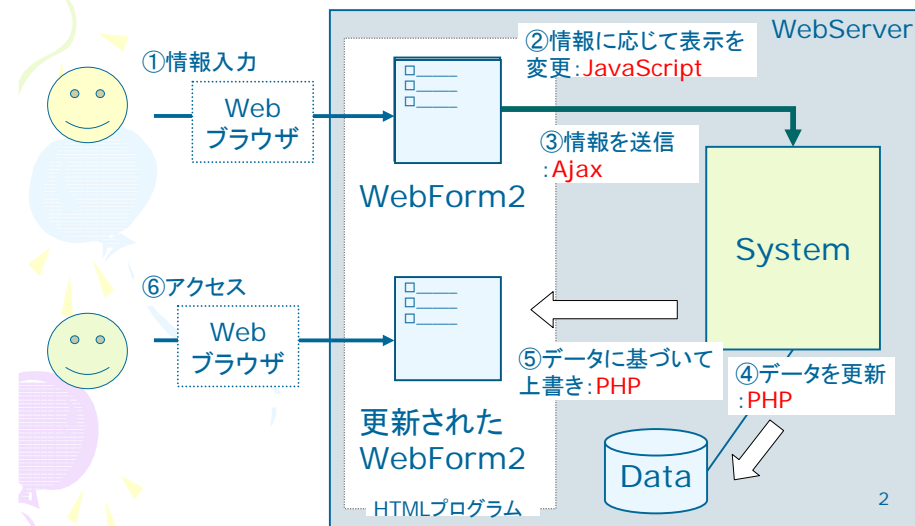 WebServer
①情報入力
Web
ブラウザ
②情報に応じて表示を
変更:JavaScript
③情報を送信
:Ajax
WebForm2
System
⑥アクセス
Web
ブラウザ
⑤データに基づいて
上書き:PHP
④データを更新
:PHP
更新された
WebForm2
Data
HTMLプログラム
2